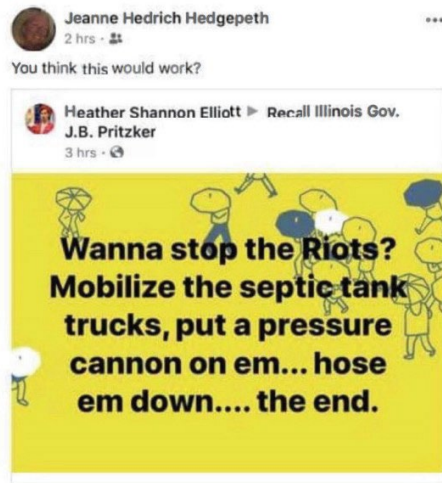 Jeanne Hedrich Hedgepeth
2 hrs ·
You think this would work?
Heather Shannon Elliott ▶ Recall Illinois Gov.
J.B. Pritzker
3 hrs ·
Wanna stop the Riots?
Mobilize the septic tank
trucks, put a pressure
cannon on em... hose
em down.... the end.